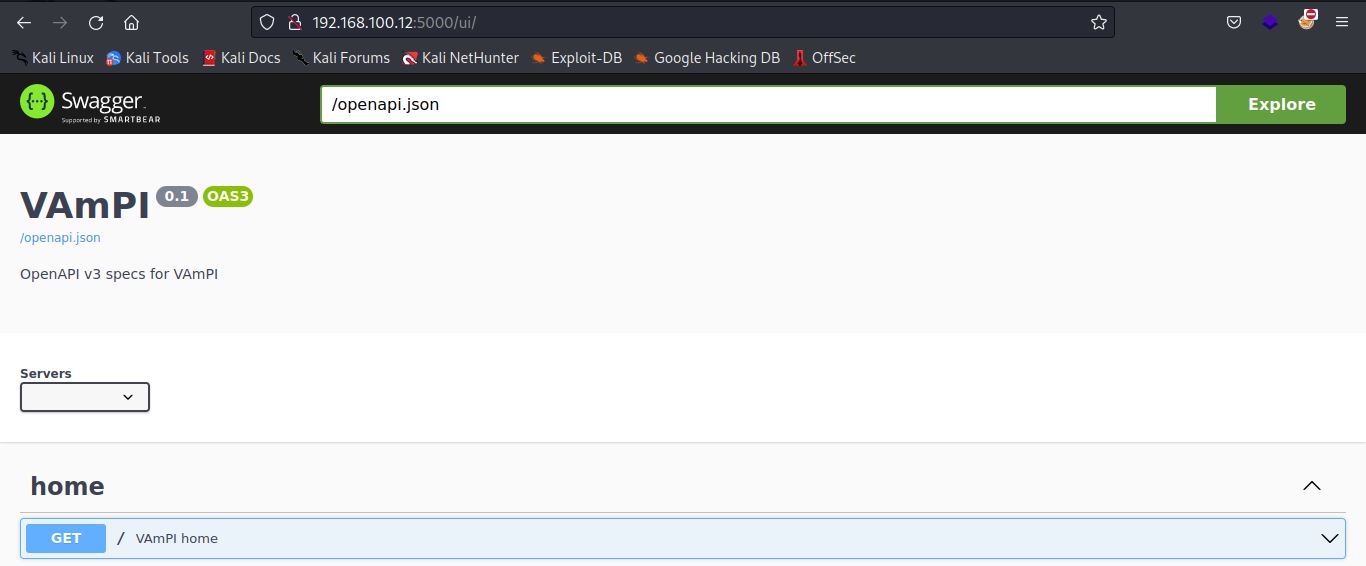 192.168.100.12:5000/ui/
Kali Linux Kali Tools Kali Docs Kali Forums Kali NetHunter Exploit-DB Google Hacking DB OffSec
Swagger.
Supported by SMARTBEAR
/openapi.json
Explore
VAmPI 0.1 OAS3
/openapi.json
OpenAPI v3 specs for VAmPI
Servers
home
GET / VAmPI home